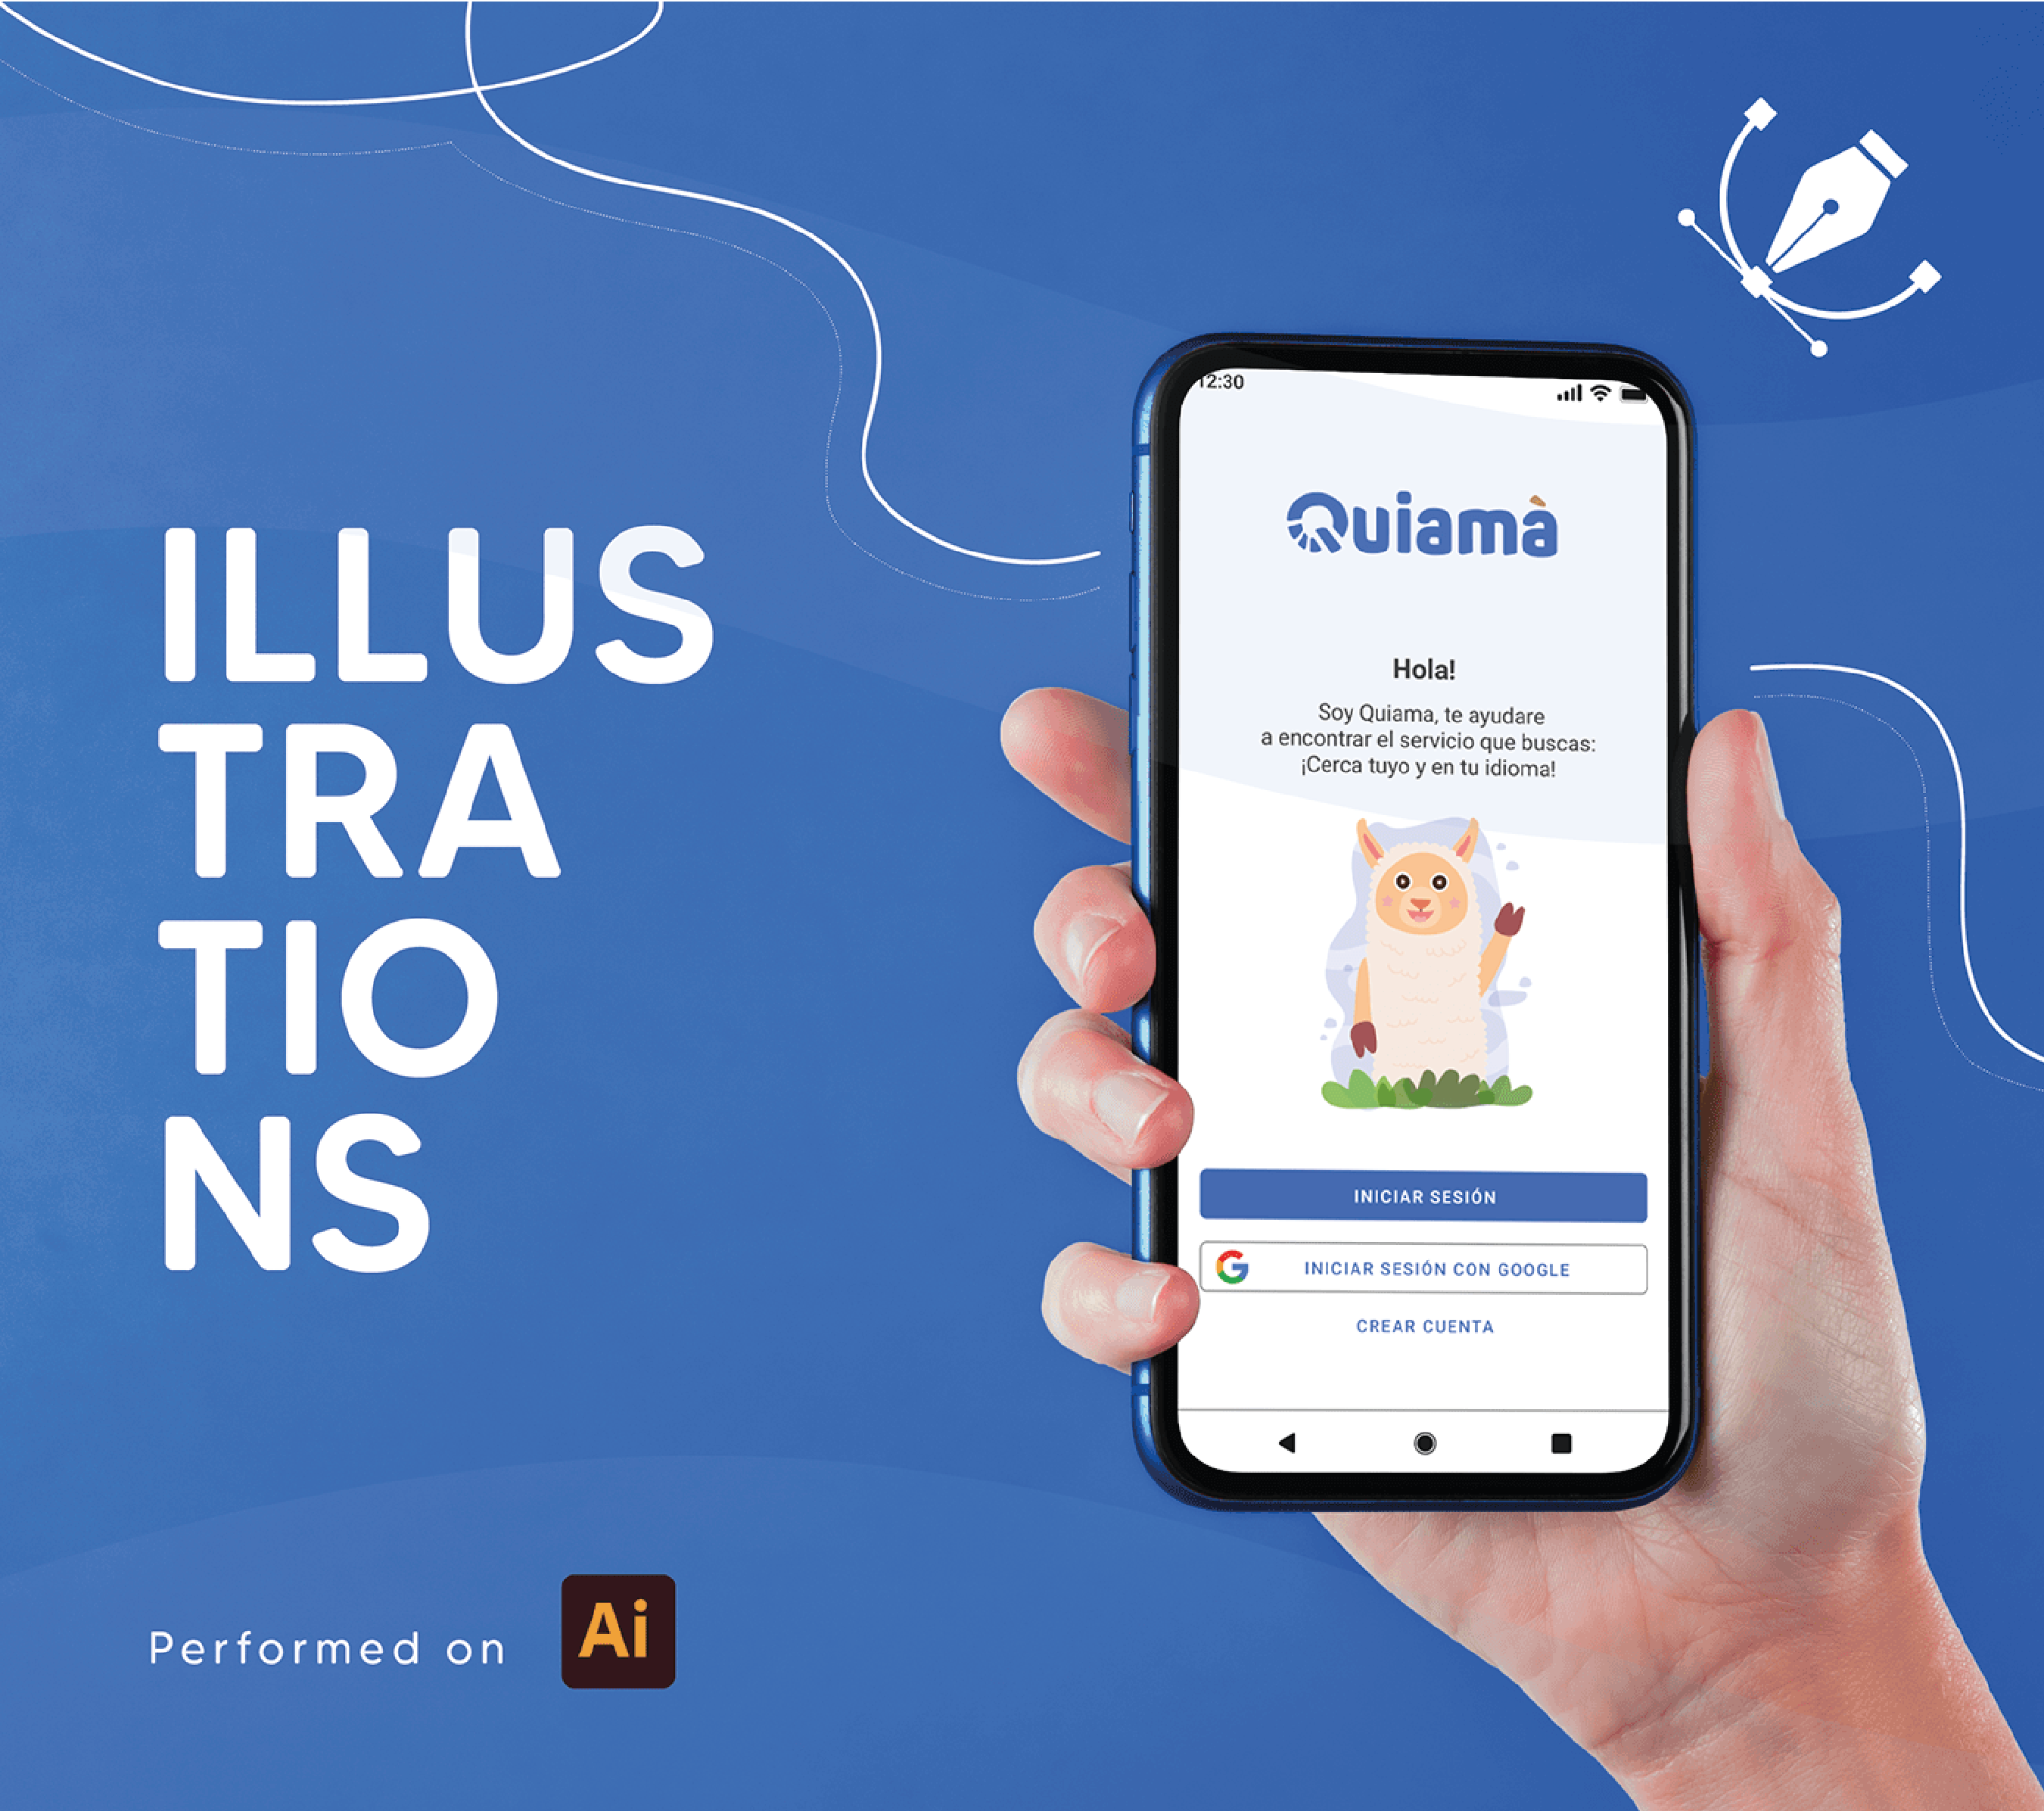 ILLUS
TRA
TIO
NS
Performed on
Ai
12:30
Quiamà
Hola!
Soy Quiama, te ayudare
a encontrar el servicio que buscas:
¡Cerca tuyo y en tu idioma!
INICIAR SESIÓN
G INICIAR SESIÓN CON GOOGLE
CREAR CUENTA